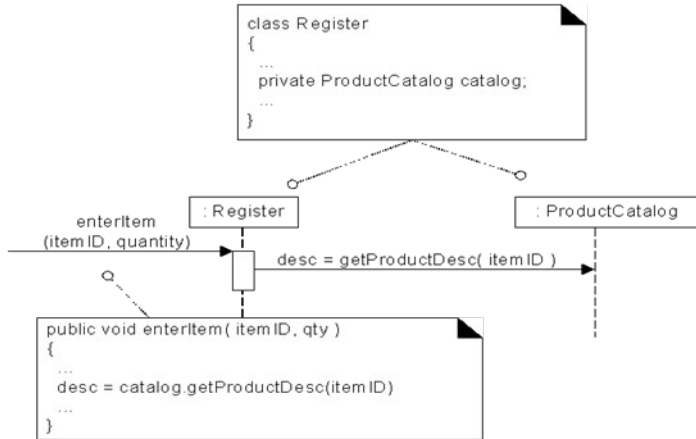 class Register
{
...
private ProductCatalog catalog;
...
}
: Register
: ProductCatalog
enterItem
(itemID, quantity)
desc = getProductDesc( itemID )
public void enterItem( itemID, qty )
{
...
desc = catalog.getProductDesc(itemID)
...
}